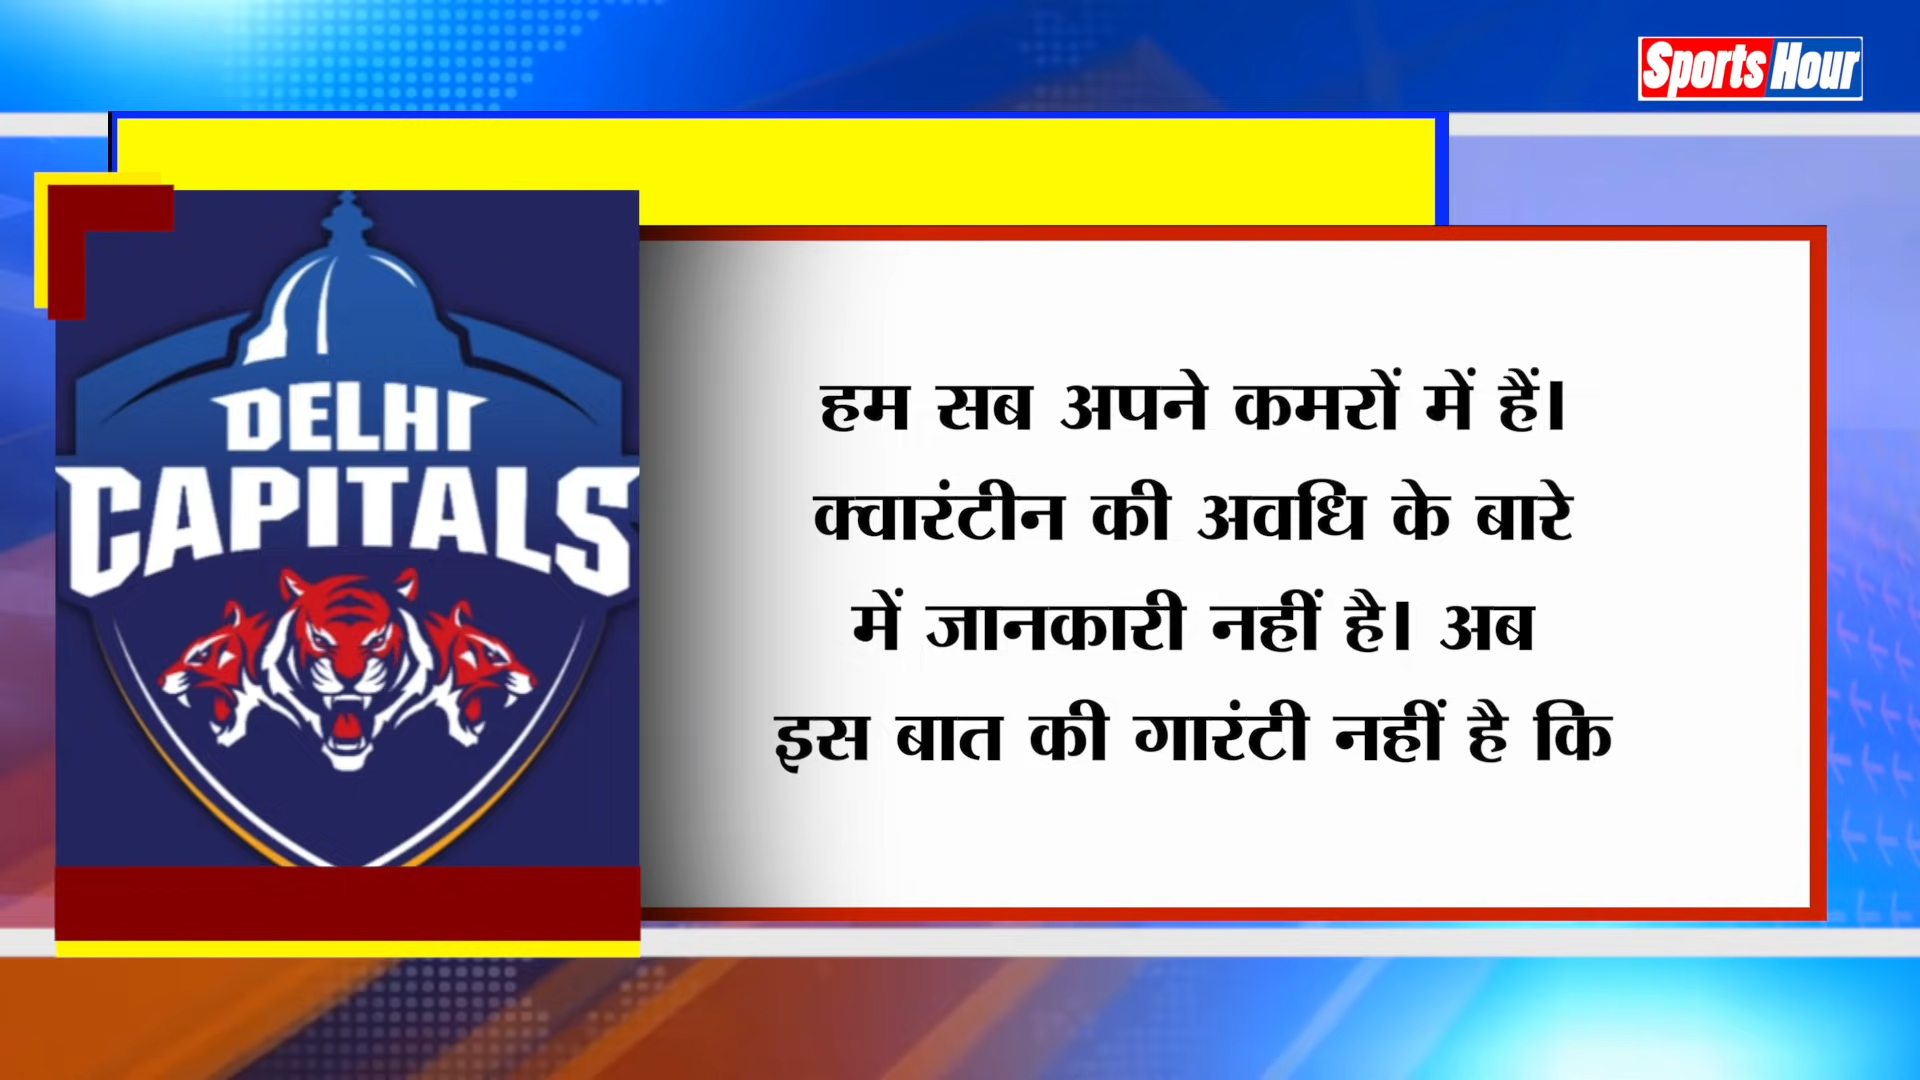 Sports Hour
DELHI
CAPITALS
हम सब अपने कमरों में हैं।
क्वारंटीन की अवधि के बारे
में जानकारी नहीं है। अब
इस बात की गारंटी नहीं है कि